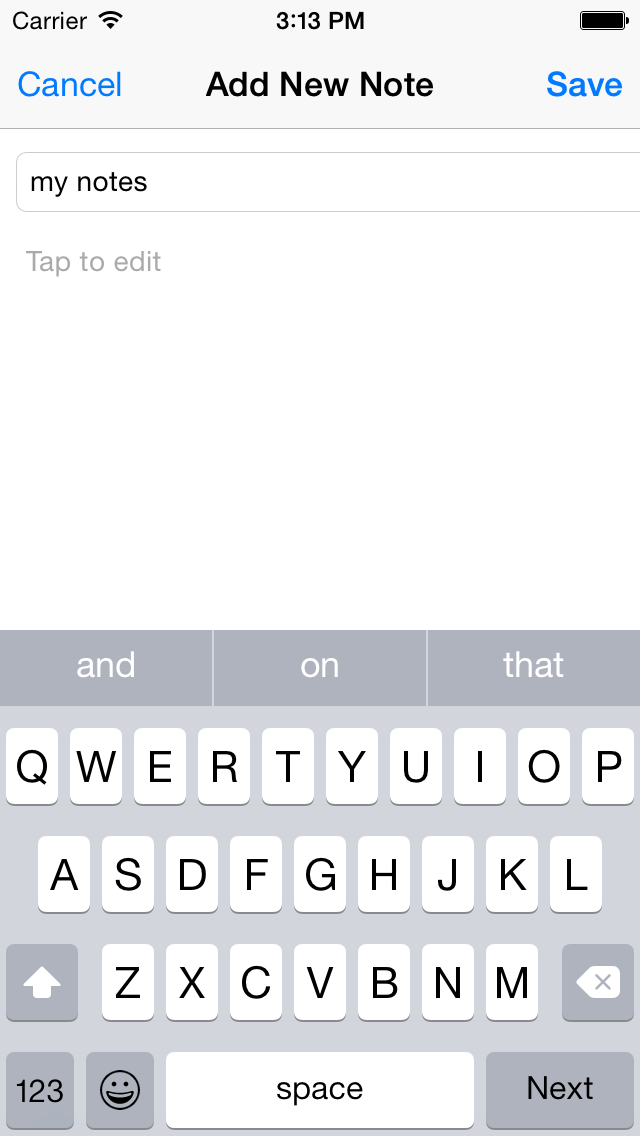 Carrier 3:13 PM
Cancel Add New Note Save
my notes
Tap to edit
and on that
Q W E R T Y U I O P
A S D F G H J K L
Z X C V B N M
123 space Next